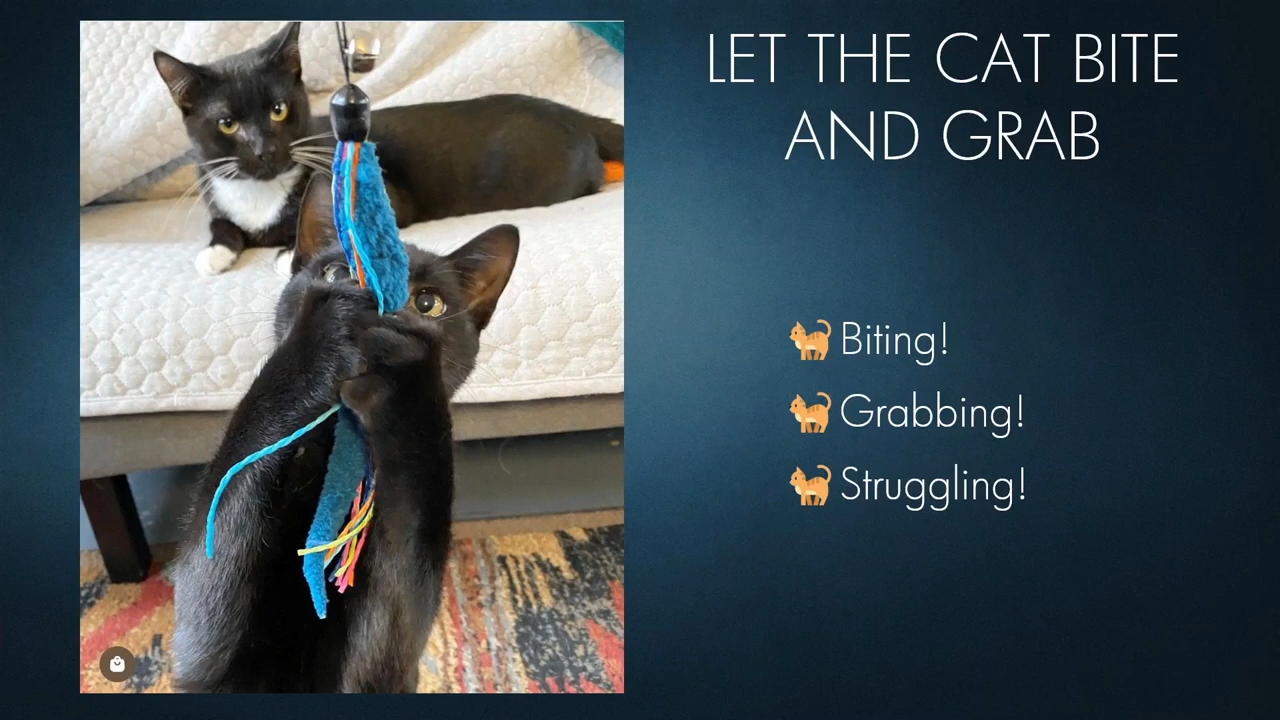 LET THE CAT BITE
AND GRAB
Biting!
Grabbing!
Struggling!